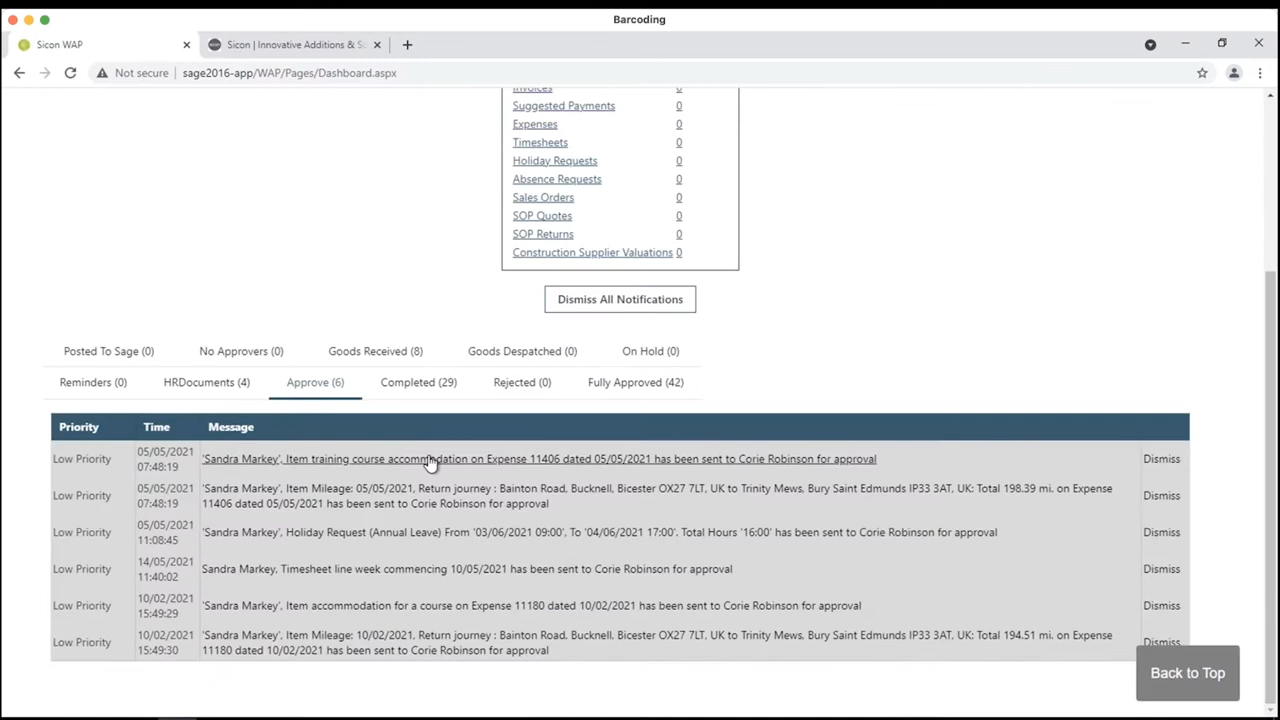 Barcoding
Sicon WAP
Sicon | Innovative Additions & S
Not secure
sage2016-app/WAP/Pages/Dashboard.aspx
Invoices 0
Suggested Payments 0
Expenses 0
Timesheets 0
Holiday Requests 0
Absence Requests 0
Sales Orders 0
SOP Quotes 0
SOP Returns 0
Construction Supplier Valuations 0
Dismiss All Notifications
Posted To Sage (0) No Approvers (0) Goods Received (8) Goods Despatched (0) On Hold (0)
Reminders (0) HRDocuments (4) Approve (6) Completed (29) Rejected (0) Fully Approved (42)
Priority Time Message
Low Priority 05/05/2021 07:48:19 'Sandra Markey', Item training course accommodation on Expense 11406 dated 05/05/2021 has been sent to Corie Robinson for approval Dismiss
Low Priority 05/05/2021 07:48:19 'Sandra Markey', Item Mileage: 05/05/2021, Return journey : Bainton Road, Bucknell, Bicester OX27 7LT, UK to Trinity Mews, Bury Saint Edmunds IP33 3AT, UK: Total 198.39 mi. on Expense
11406 dated 05/05/2021 has been sent to Corie Robinson for approval Dismiss
Low Priority 05/05/2021 11:08:45 'Sandra Markey', Holiday Request (Annual Leave) From '03/06/2021 09:00', To '04/06/2021 17:00'. Total Hours '16:00' has been sent to Corie Robinson for approval Dismiss
Low Priority 14/05/2021 11:40:02 Sandra Markey, Timesheet line week commencing 10/05/2021 has been sent to Corie Robinson for approval Dismiss
Low Priority 10/02/2021 15:49:29 'Sandra Markey', Item accommodation for a course on Expense 11180 dated 10/02/2021 has been sent to Corie Robinson for approval Dismiss
Low Priority 10/02/2021 15:49:30 'Sandra Markey', Item Mileage: 10/02/2021, Return journey : Bainton Road, Bucknell, Bicester OX27 7LT, UK to Trinity Mews, Bury Saint Edmunds IP33 3AT, UK: Total 194.51 mi. on Expense
11180 dated 10/02/2021 has been sent to Corie Robinson for approval Dismiss
Back to Top